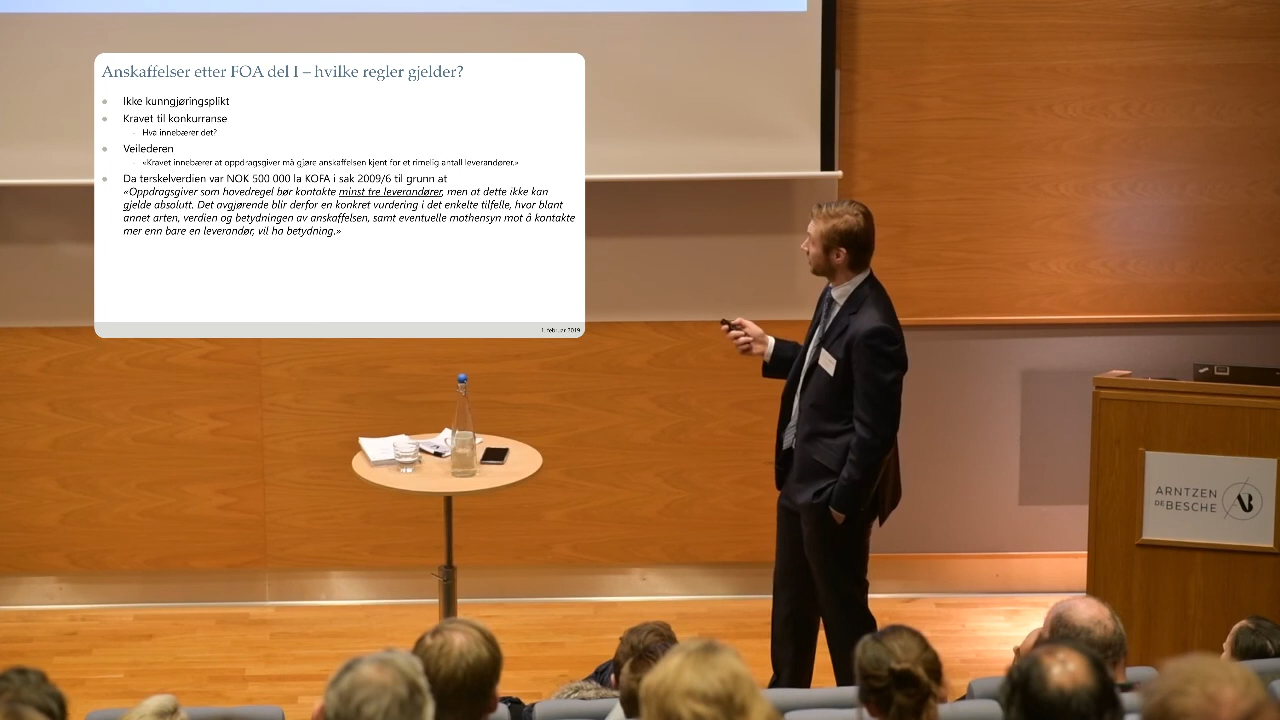 Anskaffelser etter FOA del I – hvilke regler gjelder?
Ikke kunngjøringsplikt
Kravet til konkurranse
Hva innebærer det?
Veilederen
«Kravet innebærer at oppdragsgiver må gjøre anskaffelsen kjent for et rimelig antall leverandører.»
Da terskelverdien var NOK 500 000 la KOFA i sak 2009/6 til grunn at
«Oppdragsgiver som hovedregel bør kontakte minst tre leverandører, men at dette ikke kan
gjelde absolutt. Det avgjørende blir derfor en konkret vurdering i det enkelte tilfelle, hvor blant
annet arten, verdien og betydningen av anskaffelsen, samt eventuelle mothensyn mot å kontakte
mer enn bare en leverandør, vil ha betydning.»
1. februar 2019
ARNTZEN
DE BESCHE